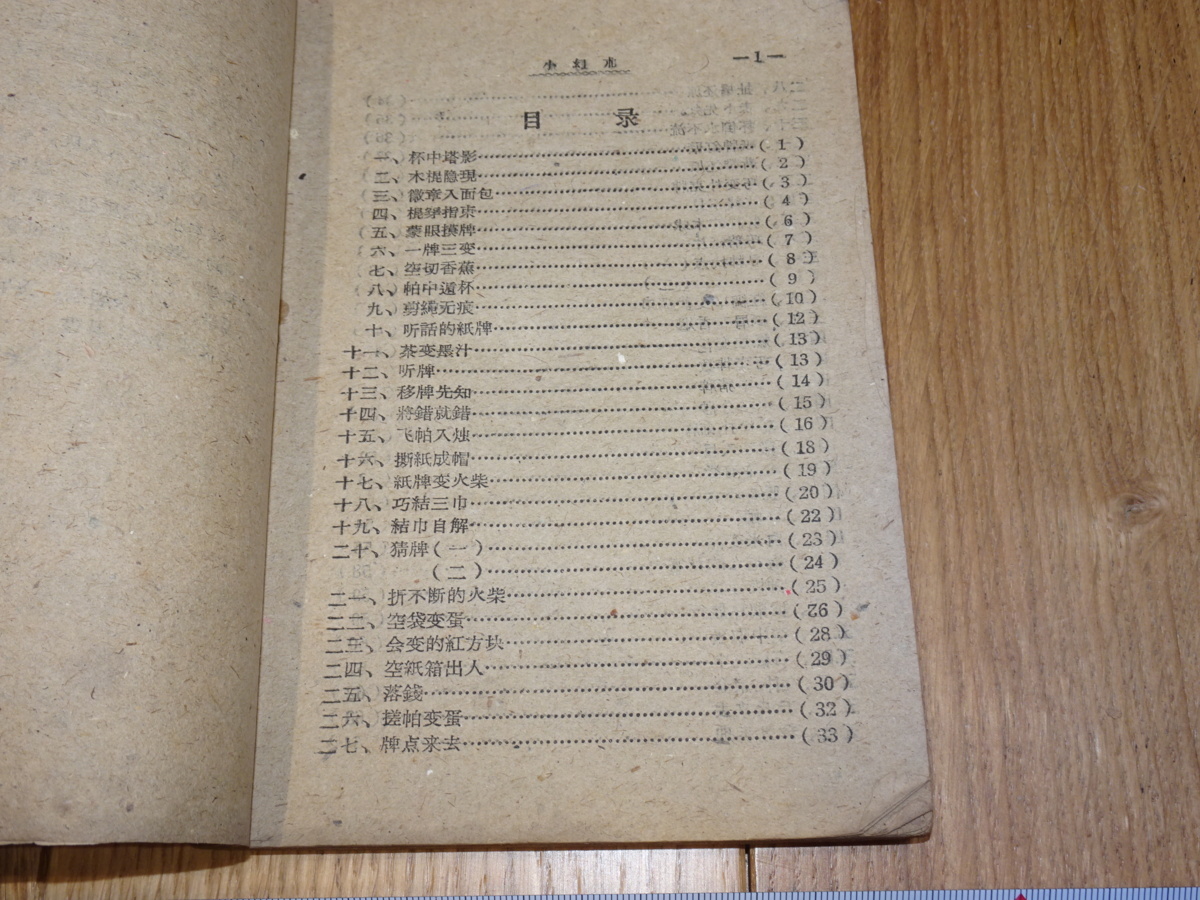 —1—
目 录
一、杯中塔影…(1)
二、木棍隐現…(2)
三、徽章入面包…(3)
四、棍举指束…(4)
五、蒙眼摸牌…(6)
六、一牌三变…(7)
七、空切香蕉…(8)
八、帕中遁杯…(9)
九、剪繩无痕…(10)
十、听話的紙牌…(12)
十一、茶变墨汁…(13)
十二、听牌…(13)
十三、移牌先知…(14)
十四、將錯就錯…(15)
十五、飞帕入烛…(16)
十六、撕紙成帽…(18)
十七、紙牌变火柴…(19)
十八、巧結三巾…(20)
十九、結巾自解…(22)
二十、猜牌(一)…(23)
(二)…(24)
二一、折不断的火柴…(25)
二二、空袋变蛋…(26)
二三、会变的紅方块…(28)
二四、空紙箱出人…(29)
二五、落錢…(30)
二六、搓帕变蛋…(32)
二七、牌点来去…(33)